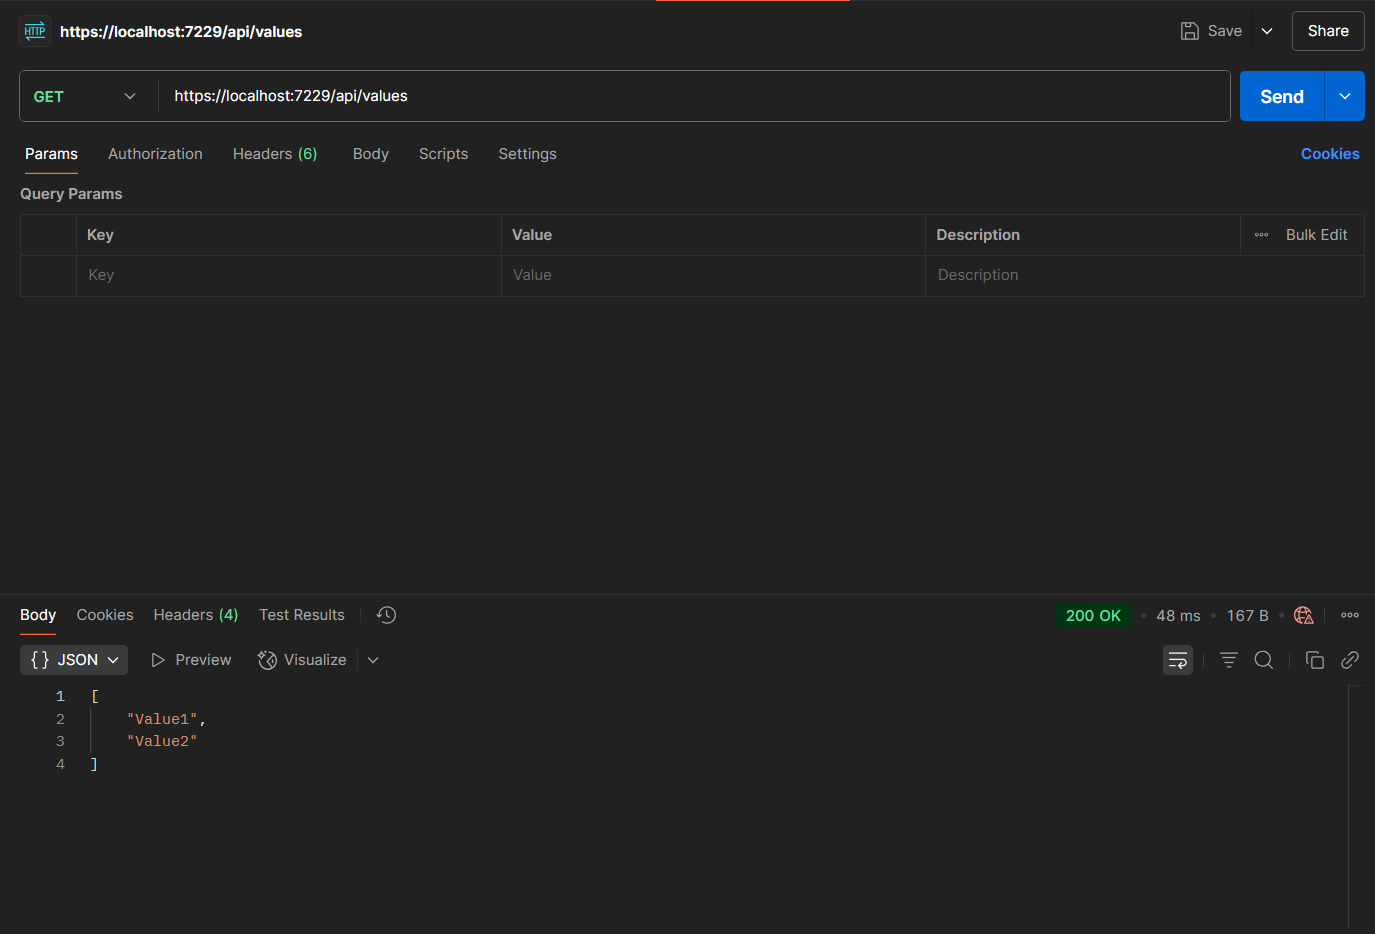 HTTP https://localhost:7229/api/values Save Share
GET https://localhost:7229/api/values Send
Params Authorization Headers (6) Body Scripts Settings Cookies
Query Params
Key Value Description Bulk Edit
Key Value Description
Body Cookies Headers (4) Test Results 200 OK 48 ms 167 B
{} JSON Preview Visualize
1 [
2 "Value1",
3 "Value2"
4 ]